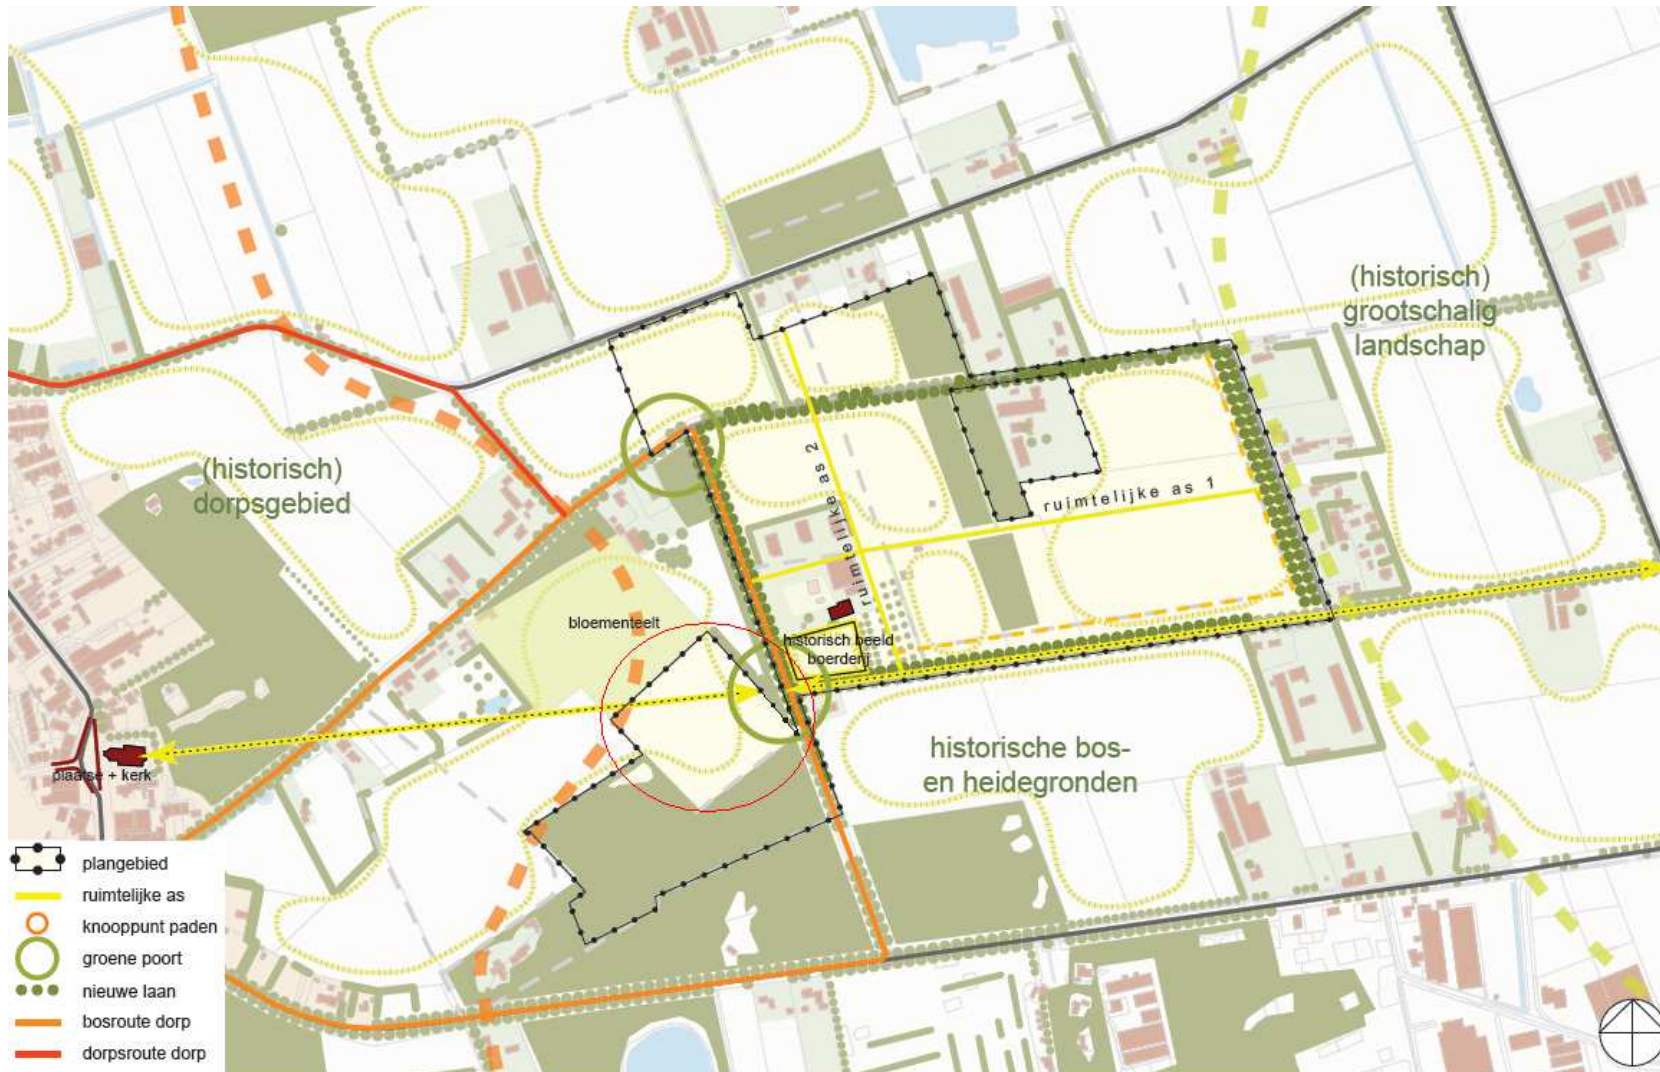 (historisch)
grootschalig
landschap
(historisch)
dorpsgebied
ruimtelijke as 2
ruimtelijke as 1
bloementeelt
historisch beeld
boerderij
historische bos-
en heidegronden
plaatse + kerk
plangebied
ruimtelijke as
knooppunt paden
groene poort
nieuwe laan
bosroute dorp
dorpsroute dorp